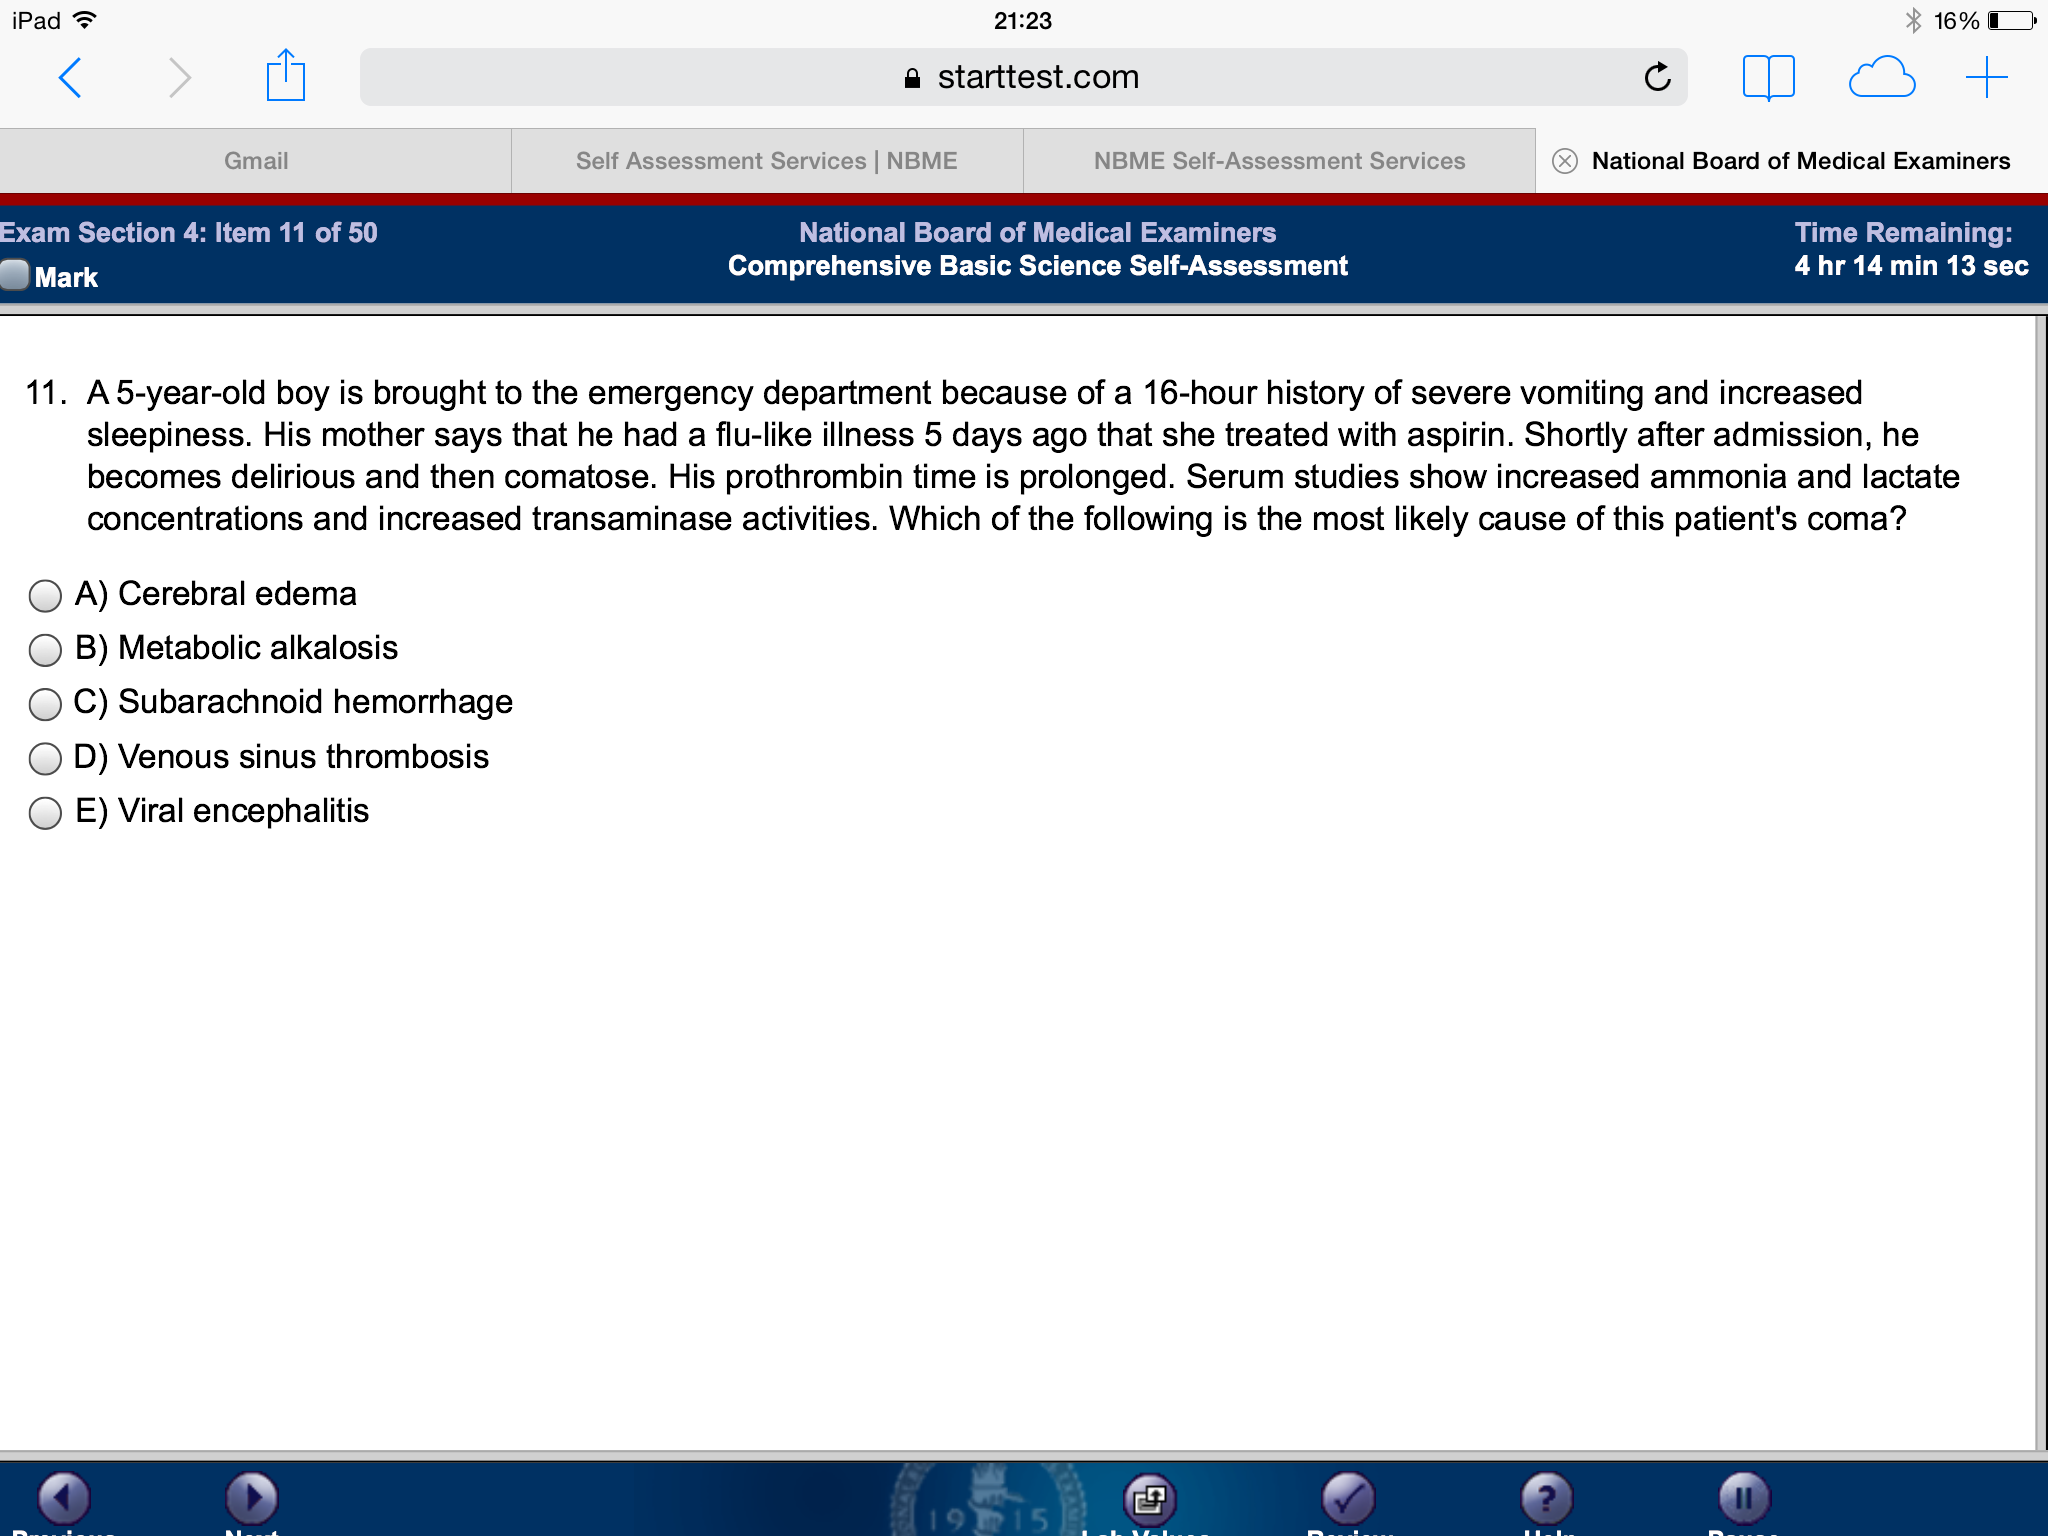 iPad 21:23 16%
starttest.com
Gmail Self Assessment Services | NBME NBME Self-Assessment Services National Board of Medical Examiners
Exam Section 4: Item 11 of 50 National Board of Medical Examiners Time Remaining:
Mark Comprehensive Basic Science Self-Assessment 4 hr 14 min 13 sec
11. A 5-year-old boy is brought to the emergency department because of a 16-hour history of severe vomiting and increased
sleepiness. His mother says that he had a flu-like illness 5 days ago that she treated with aspirin. Shortly after admission, he
becomes delirious and then comatose. His prothrombin time is prolonged. Serum studies show increased ammonia and lactate
concentrations and increased transaminase activities. Which of the following is the most likely cause of this patient's coma?
A) Cerebral edema
B) Metabolic alkalosis
C) Subarachnoid hemorrhage
D) Venous sinus thrombosis
E) Viral encephalitis
1915